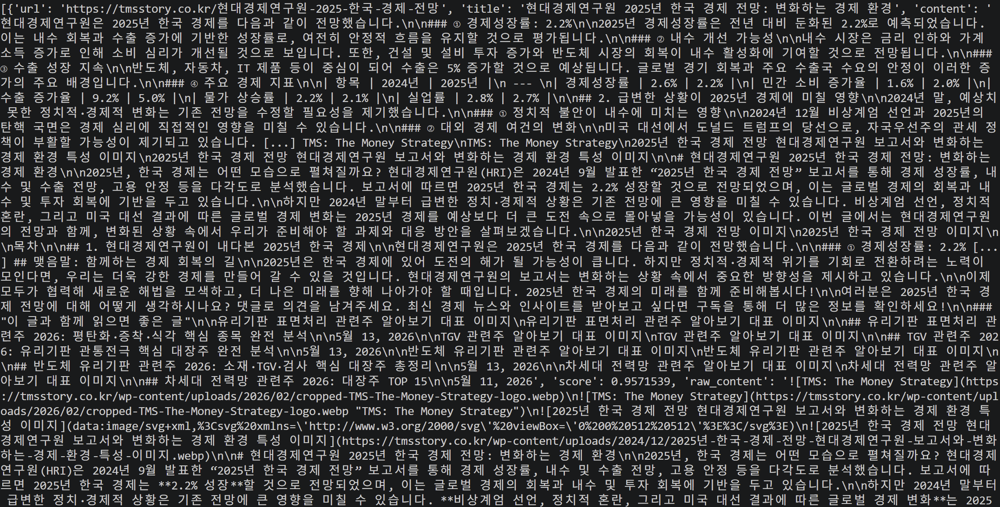 [{'url': 'https://tmsstory.co.kr/현대경제연구원-2025-한국-경제-전망', 'title': '현대경제연구원 2025년 한국 경제 전망: 변화하는 경제 환경', 'content': '
현대경제연구원은 2025년 한국 경제를 다음과 같이 전망했습니다.\n\n### ① 경제성장률: 2.2%\n\n2025년 경제성장률은 전년 대비 둔화된 2.2%로 예측되었습니다.
이는 내수 회복과 수출 증가에 기반한 성장률로, 여전히 안정적 흐름을 유지할 것으로 평가됩니다.\n\n### ② 내수 개선 가능성\n\n내수 시장은 금리 인하와 가계
소득 증가로 인해 소비 심리가 개선될 것으로 보입니다. 또한, 건설 및 설비 투자 증가와 반도체 시장의 회복이 내수 활성화에 기여할 것으로 전망됩니다.\n\n###
③ 수출 성장 지속\n\n반도체, 자동차, IT 제품 등이 중심이 되어 수출은 5% 증가할 것으로 예상됩니다. 글로벌 경기 회복과 주요 수출국 수요의 안정이 이러한 증
가의 주요 배경입니다.\n\n### ④ 주요 경제 지표\n\n| 항목 | 2024년 | 2025년 |\n --- \n| 경제성장률 | 2.6% | 2.2% |\n| 민간 소비 증가율 | 1.6% | 2.0% |\n|
수출 증가율 | 9.2% | 5.0% |\n| 물가 상승률 | 2.2% | 2.1% |\n| 실업률 | 2.8% | 2.7% |\n\n## 2. 급변한 상황이 2025년 경제에 미칠 영향\n\n2024년 말, 예상치
못한 정치적·경제적 변화는 기존 전망을 수정할 필요성을 제기했습니다.\n\n### ① 정치적 불안이 내수에 미치는 영향\n\n2024년 12월 비상계엄 선언과 2025년의
탄핵 국면은 경제 심리에 직접적인 영향을 미칠 수 있습니다.\n\n### ② 대외 경제 여건의 변화\n\n미국 대선에서 도널드 트럼프의 당선으로, 자국우선주의 관세 정
책이 부활할 가능성이 제기되고 있습니다. [...] TMS: The Money Strategy\nTMS: The Money Strategy\n2025년 한국 경제 전망 현대경제연구원 보고서와 변화하는
경제 환경 특성 이미지\n2025년 한국 경제 전망 현대경제연구원 보고서와 변화하는 경제 환경 특성 이미지\n\n# 현대경제연구원 2025년 한국 경제 전망: 변화하는
경제 환경\n\n2025년, 한국 경제는 어떤 모습으로 펼쳐질까요? 현대경제연구원(HRI)은 2024년 9월 발표한 “2025년 한국 경제 전망” 보고서를 통해 경제 성장률, 내
수 및 수출 전망, 고용 안정 등을 다각도로 분석했습니다. 보고서에 따르면 2025년 한국 경제는 2.2% 성장할 것으로 전망되었으며, 이는 글로벌 경제의 회복과 내
수 및 투자 회복에 기반을 두고 있습니다.\n\n하지만 2024년 말부터 급변한 정치·경제적 상황은 기존 전망에 큰 영향을 미칠 수 있습니다. 비상계엄 선언, 정치적
혼란, 그리고 미국 대선 결과에 따른 글로벌 경제 변화는 2025년 경제를 예상보다 더 큰 도전 속으로 몰아넣을 가능성이 있습니다. 이번 글에서는 현대경제연구원
의 전망과 함께, 변화된 상황 속에서 우리가 준비해야 할 과제와 대응 방안을 살펴보겠습니다.\n\n2025년 한국 경제 전망 이미지\n2025년 한국 경제 전망 이미지\n
\n목차\n\n## 1. 현대경제연구원이 내다본 2025년 한국 경제\n\n현대경제연구원은 2025년 한국 경제를 다음과 같이 전망했습니다.\n\n### ① 경제성장률: 2.2% [...
] ## 맺음말: 함께하는 경제 회복의 길\n\n2025년은 한국 경제에 있어 도전의 해가 될 가능성이 큽니다. 하지만 정치적·경제적 위기를 기회로 전환하려는 노력이
모인다면, 우리는 더욱 강한 경제를 만들어 갈 수 있을 것입니다. 현대경제연구원의 보고서는 변화하는 상황 속에서 중요한 방향성을 제시하고 있습니다.\n\n이제
모두가 협력해 새로운 해법을 모색하고, 더 나은 미래를 향해 나아가야 할 때입니다. 2025년 한국 경제의 미래를 함께 준비해봅시다!\n\n여러분은 2025년 한국 경
제 전망에 대해 어떻게 생각하시나요? 댓글로 의견을 남겨주세요. 최신 경제 뉴스와 인사이트를 받아보고 싶다면 구독을 통해 더 많은 정보를 확인하세요!\n\n###
"이 글과 함께 읽으면 좋은 글"\n\n유리기판 표면처리 관련주 알아보기 대표 이미지\n유리기판 표면처리 관련주 알아보기 대표 이미지\n\n## 유리기판 표면처리 관
련주 2026: 평탄화·증착·식각 핵심 종목 완전 분석\n\n5월 13, 2026\n\nTGV 관련주 알아보기 대표 이미지\nTGV 관련주 알아보기 대표 이미지\n\n## TGV 관련주 202
6: 유리기판 관통전극 핵심 대장주 완전 분석\n\n5월 13, 2026\n\n반도체 유리기판 관련주 알아보기 대표 이미지\n반도체 유리기판 관련주 알아보기 대표 이미지\n
\n## 반도체 유리기판 관련주 2026: 소재·TGV·검사 핵심 대장주 총정리\n\n5월 13, 2026\n\n차세대 전력망 관련주 알아보기 대표 이미지\n차세대 전력망 관련주 알
아보기 대표 이미지\n\n## 차세대 전력망 관련주 2026: 대장주 TOP 15\n\n5월 11, 2026', 'score': 0.9571539, 'raw_content': '![TMS: The Money Strategy](https
://tmsstory.co.kr/wp-content/uploads/2026/02/cropped-TMS-The-Money-Strategy-logo.webp)\n![TMS: The Money Strategy](https://tmsstory.co.kr/wp-content/upl
oads/2026/02/cropped-TMS-The-Money-Strategy-logo.webp "TMS: The Money Strategy")\n![2025년 한국 경제 전망 현대경제연구원 보고서와 변화하는 경제 환경 특
성 이미지](data:image/svg+xml,%3Csvg%20xmlns=\'http://www.w3.org/2000/svg\'%20viewBox=\'0%200%20512%20512\'%3E%3C/svg%3E)\n![2025년 한국 경제 전망 현대
경제연구원 보고서와 변화하는 경제 환경 특성 이미지](https://tmsstory.co.kr/wp-content/uploads/2024/12/2025년-한국-경제-전망-현대경제연구원-보고서와-변화
하는-경제-환경-특성-이미지.webp)\n\n# 현대경제연구원 2025년 한국 경제 전망: 변화하는 경제 환경\n\n2025년, 한국 경제는 어떤 모습으로 펼쳐질까요? 현대경제
연구원(HRI)은 2024년 9월 발표한 “2025년 한국 경제 전망” 보고서를 통해 경제 성장률, 내수 및 수출 전망, 고용 안정 등을 다각도로 분석했습니다. 보고서에 따
르면 2025년 한국 경제는 **2.2% 성장**할 것으로 전망되었으며, 이는 글로벌 경제의 회복과 내수 및 투자 회복에 기반을 두고 있습니다.\n\n하지만 2024년 말부터
급변한 정치·경제적 상황은 기존 전망에 큰 영향을 미칠 수 있습니다. **비상계엄 선언, 정치적 혼란, 그리고 미국 대선 결과에 따른 글로벌 경제 변화**는 2025